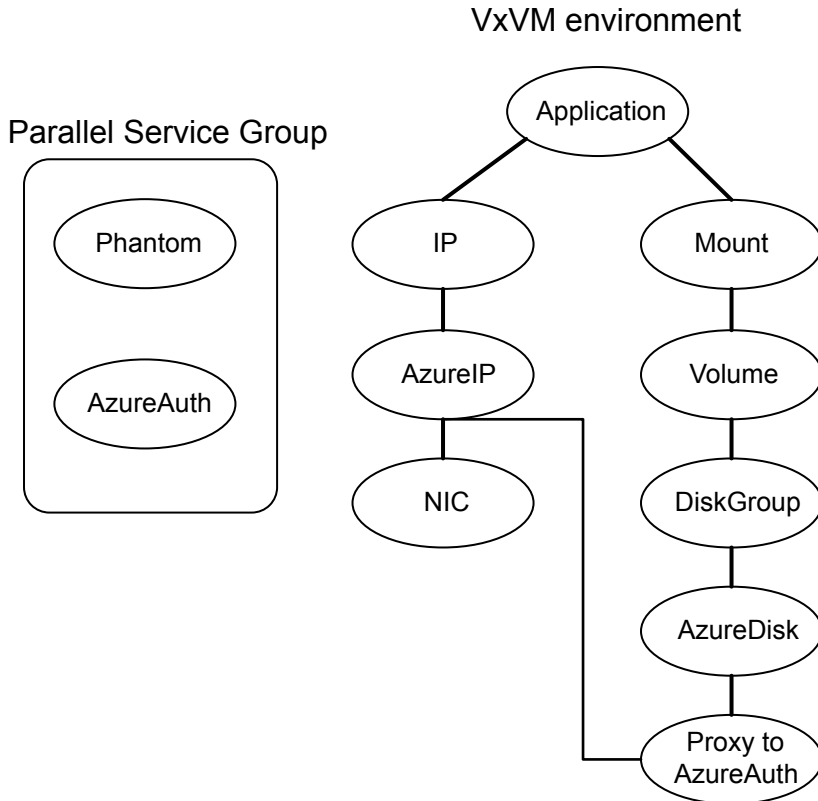 VxVM environment
Parallel Service Group
Application
Phantom
IP
Mount
AzureAuth
AzureIP
Volume
NIC
DiskGroup
AzureDisk
Proxy to
AzureAuth